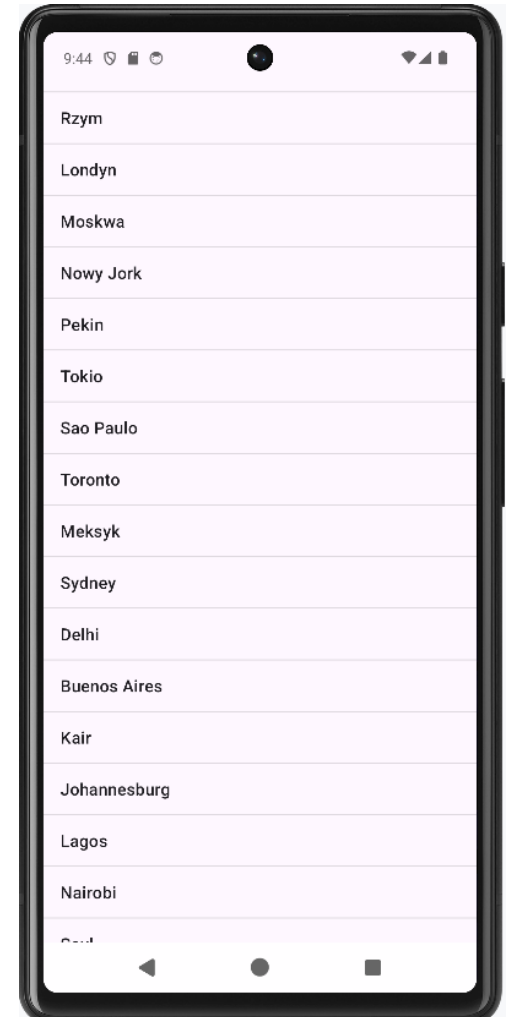 9:44
Rzym
Londyn
Moskwa
Nowy Jork
Pekin
Tokio
Sao Paulo
Toronto
Meksyk
Sydney
Delhi
Buenos Aires
Kair
Johannesburg
Lagos
Nairobi